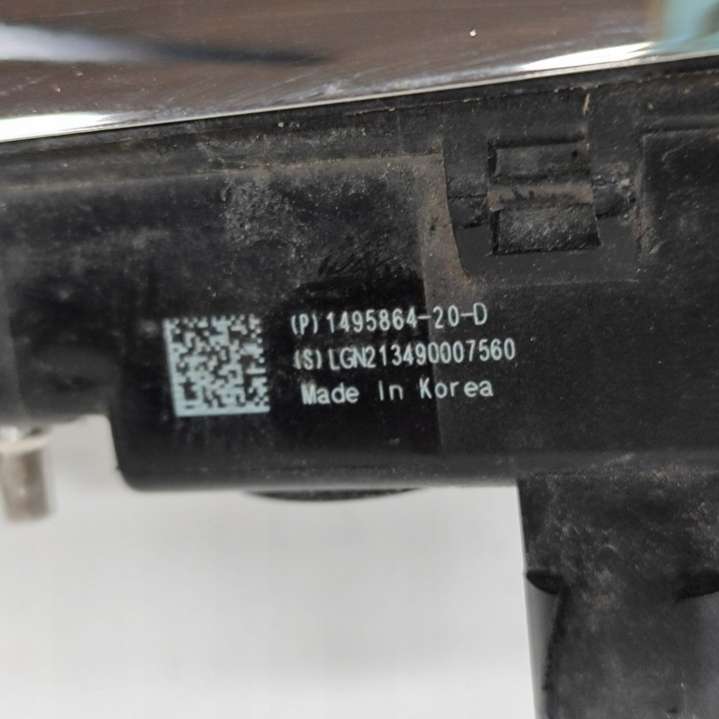 (P)1495864-20-D
(S)LGN213490007560
Made in Korea